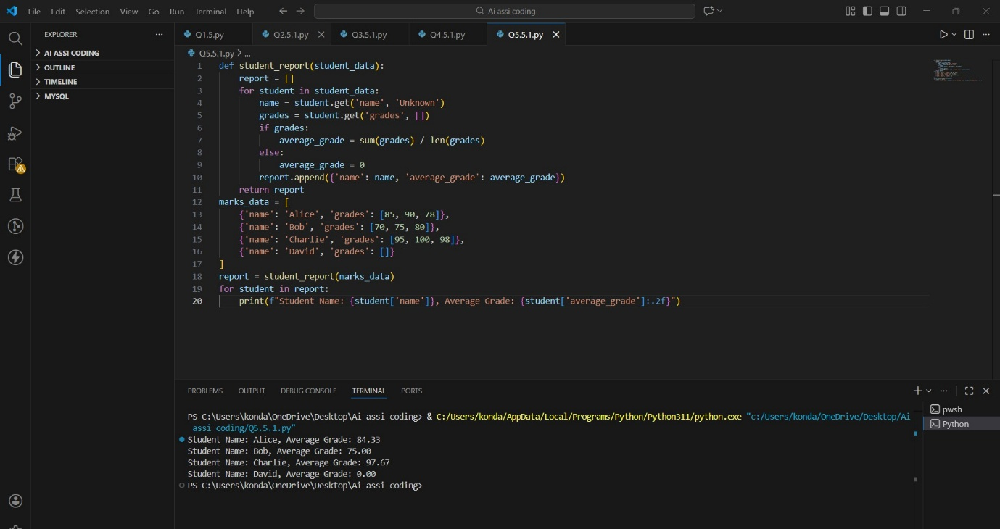 File Edit Selection View Go Run Terminal Help
Ai assi coding
EXPLORER
AI ASSI CODING
OUTLINE
TIMELINE
MYSQL
Q1.5.py
Q2.5.1.py
Q3.5.1.py
Q4.5.1.py
Q5.5.1.py
Q5.5.1.py > ...
1 def student_report(student_data):
2     report = []
3     for student in student_data:
4         name = student.get('name', 'Unknown')
5         grades = student.get('grades', [])
6         if grades:
7             average_grade = sum(grades) / len(grades)
8         else:
9             average_grade = 0
10         report.append({'name': name, 'average_grade': average_grade})
11     return report
12 marks_data = [
13     {'name': 'Alice', 'grades': [85, 90, 78]},
14     {'name': 'Bob', 'grades': [70, 75, 80]},
15     {'name': 'Charlie', 'grades': [95, 100, 98]},
16     {'name': 'David', 'grades': []}
17 ]
18 report = student_report(marks_data)
19 for student in report:
20     print(f"Student Name: {student['name']}, Average Grade: {student['average_grade']:.2f}")
PROBLEMS OUTPUT DEBUG CONSOLE TERMINAL PORTS
PS C:\Users\konda\OneDrive\Desktop\Ai assi coding> & C:/Users/konda/AppData/Local/Programs/Python/Python311/python.exe "c:/Users/konda/OneDrive/Desktop/Ai
assi coding/Q5.5.1.py"
Student Name: Alice, Average Grade: 84.33
Student Name: Bob, Average Grade: 75.00
Student Name: Charlie, Average Grade: 97.67
Student Name: David, Average Grade: 0.00
PS C:\Users\konda\OneDrive\Desktop\Ai assi coding>
pwsh
Python